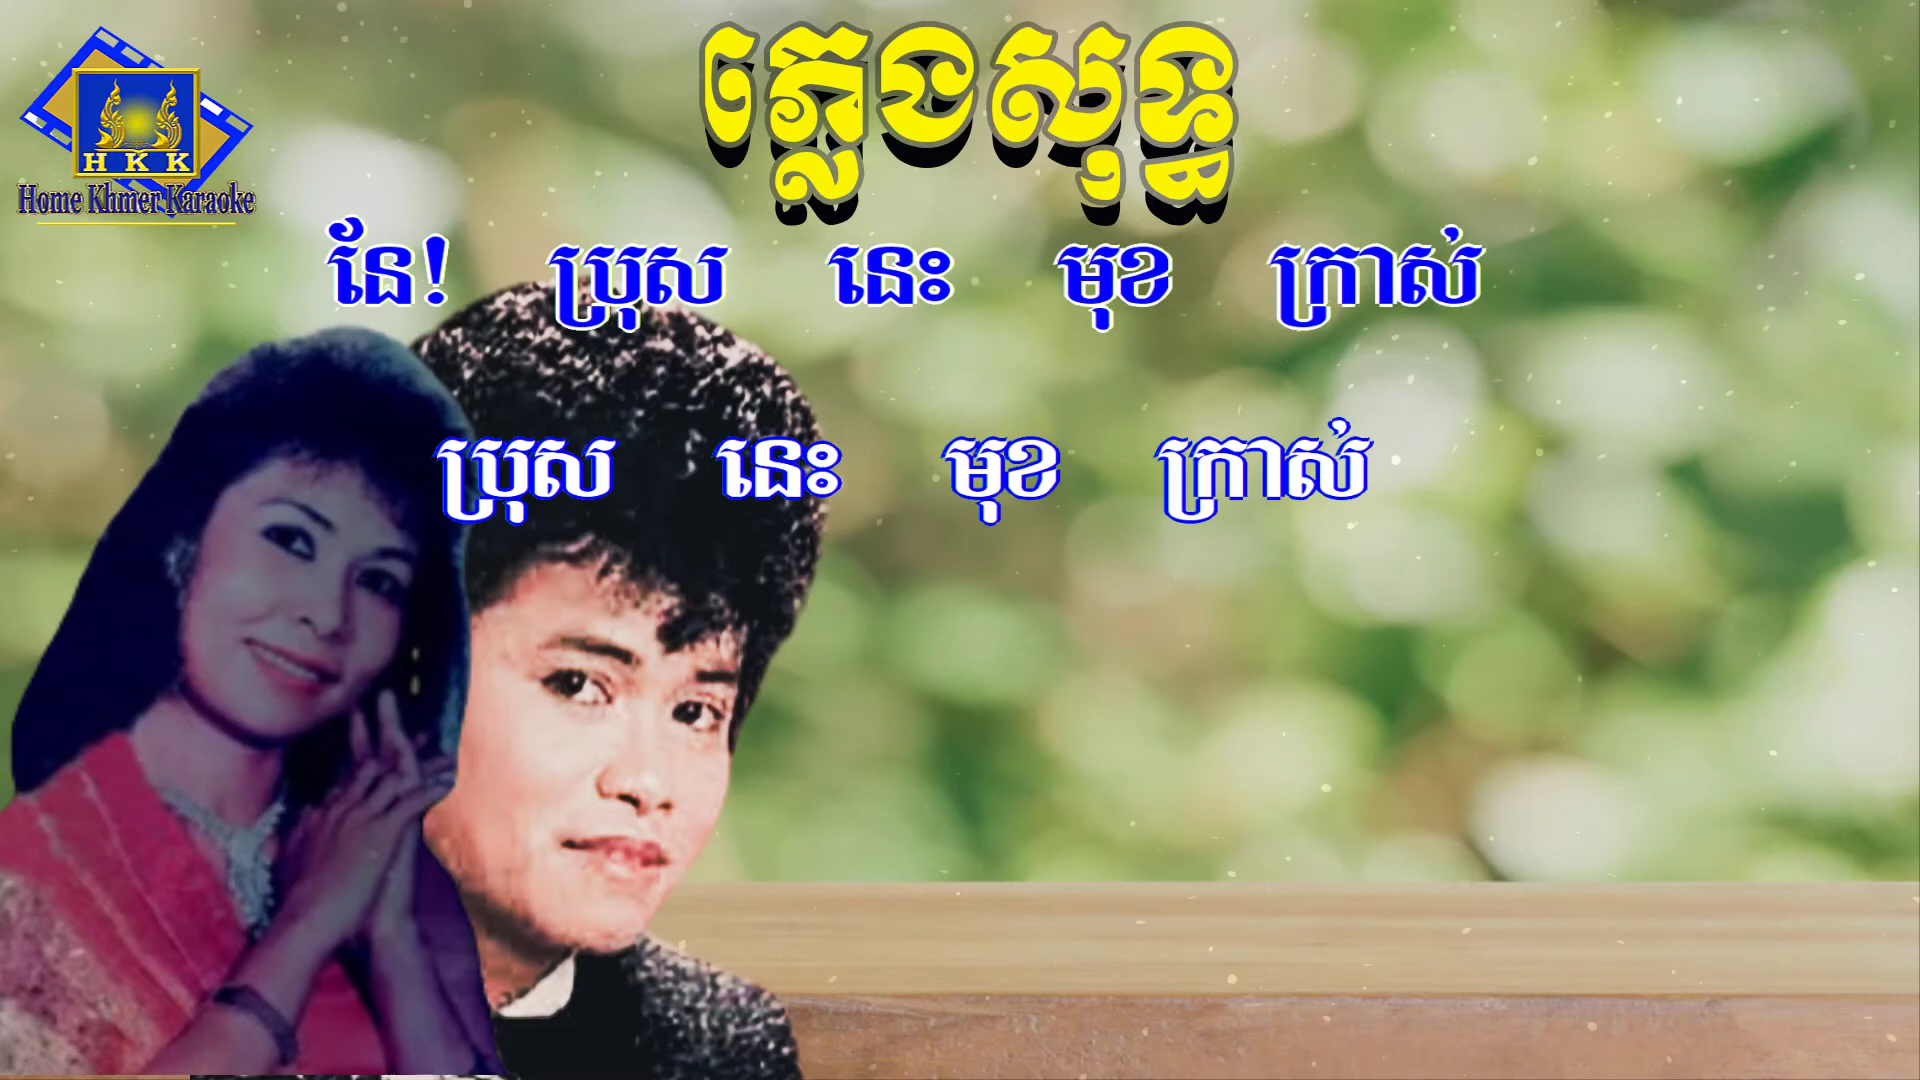 ភ្លេងសុទ្ធ
HKK
Home Khmer Karaoke
នែ៎! ប្រុស នេះ មុខ ក្រាស់
ប្រុស នេះ មុខ ក្រាស់